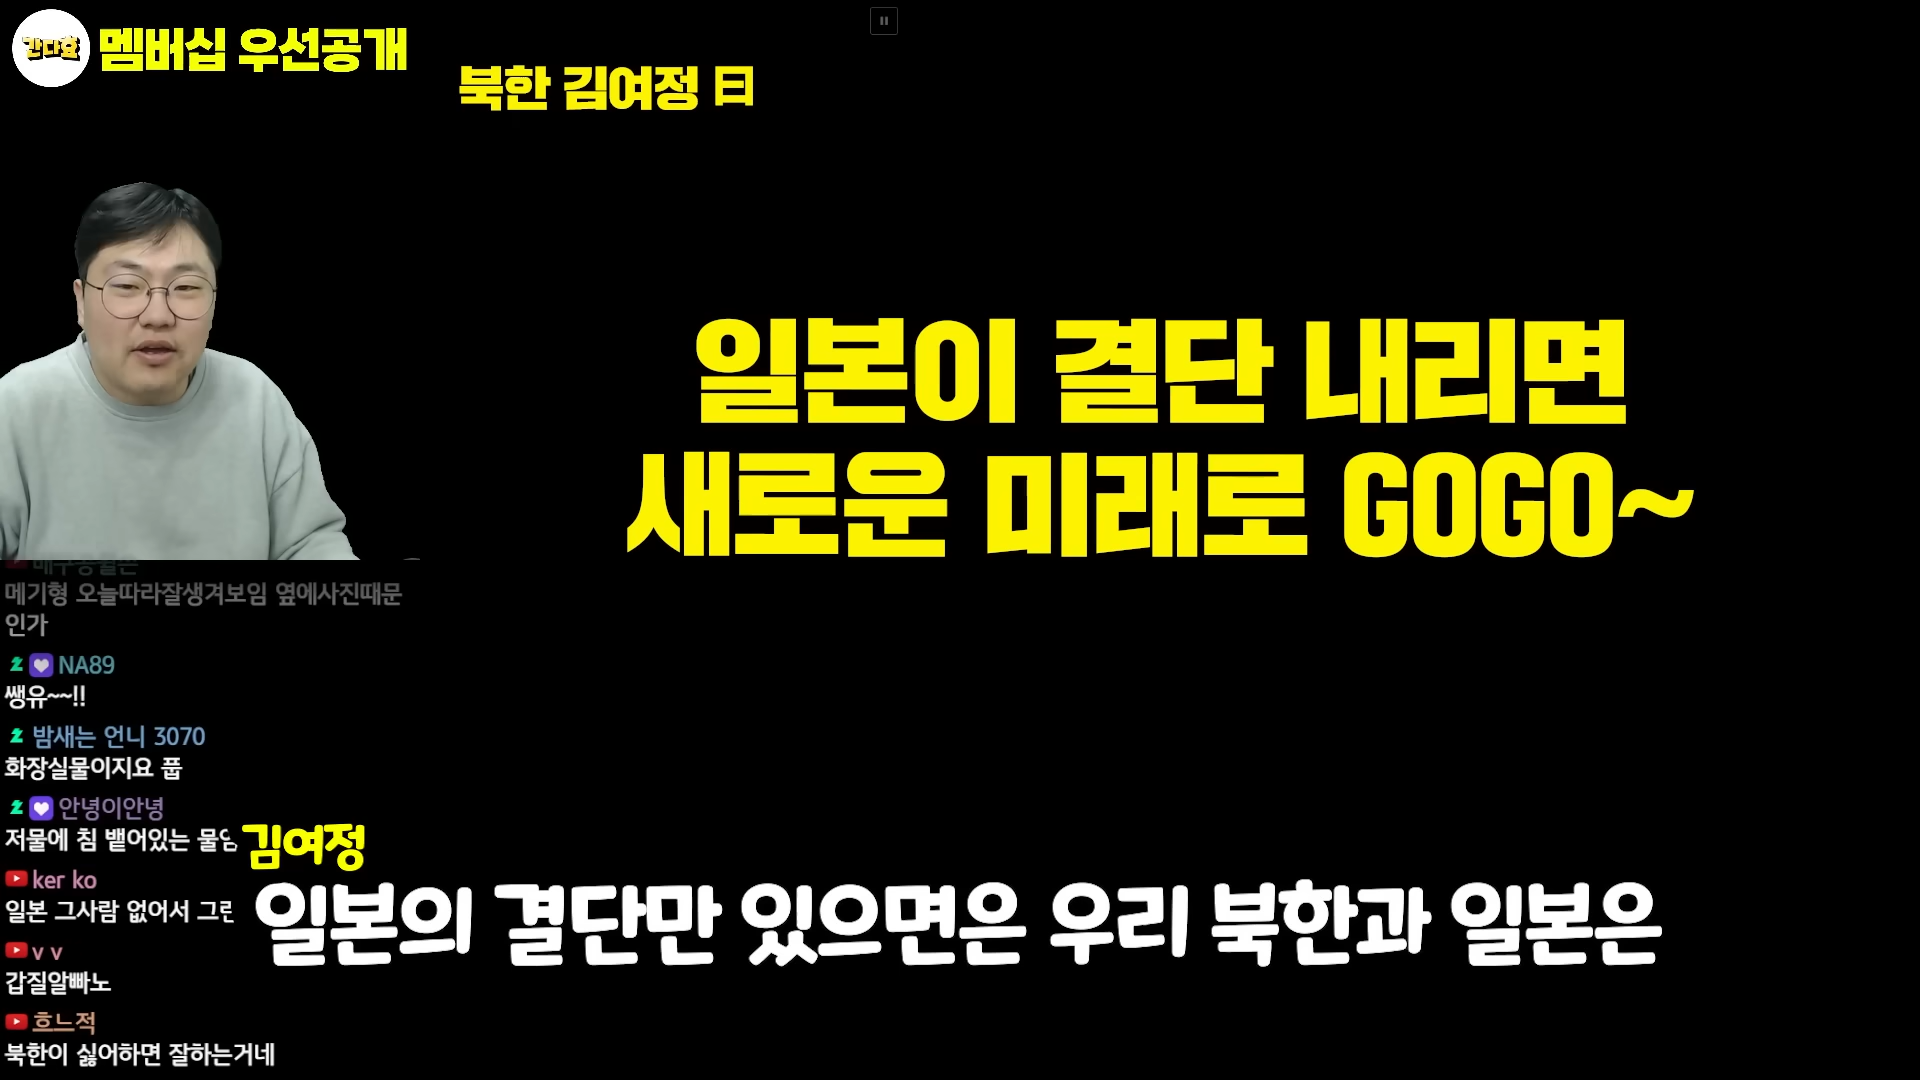 간다효
멤버십 우선공개
북한 김여정 曰
일본이 결단 내리면
새로운 미래로 GOGO~
메기형 오늘따라잘생겨보임 옆에사진때문
인가
NA89
쌩유~~!!
밤새는 언니 3070
화장실물이지요 풉
안녕이안녕
저물에 침 뱉어있는 물임
ker ko
일본 그사람 없어서 그런
v v
갑질알빠노
흐느적
북한이 싫어하면 잘하는거네
김여정
일본의 결단만 있으면은 우리 북한과 일본은